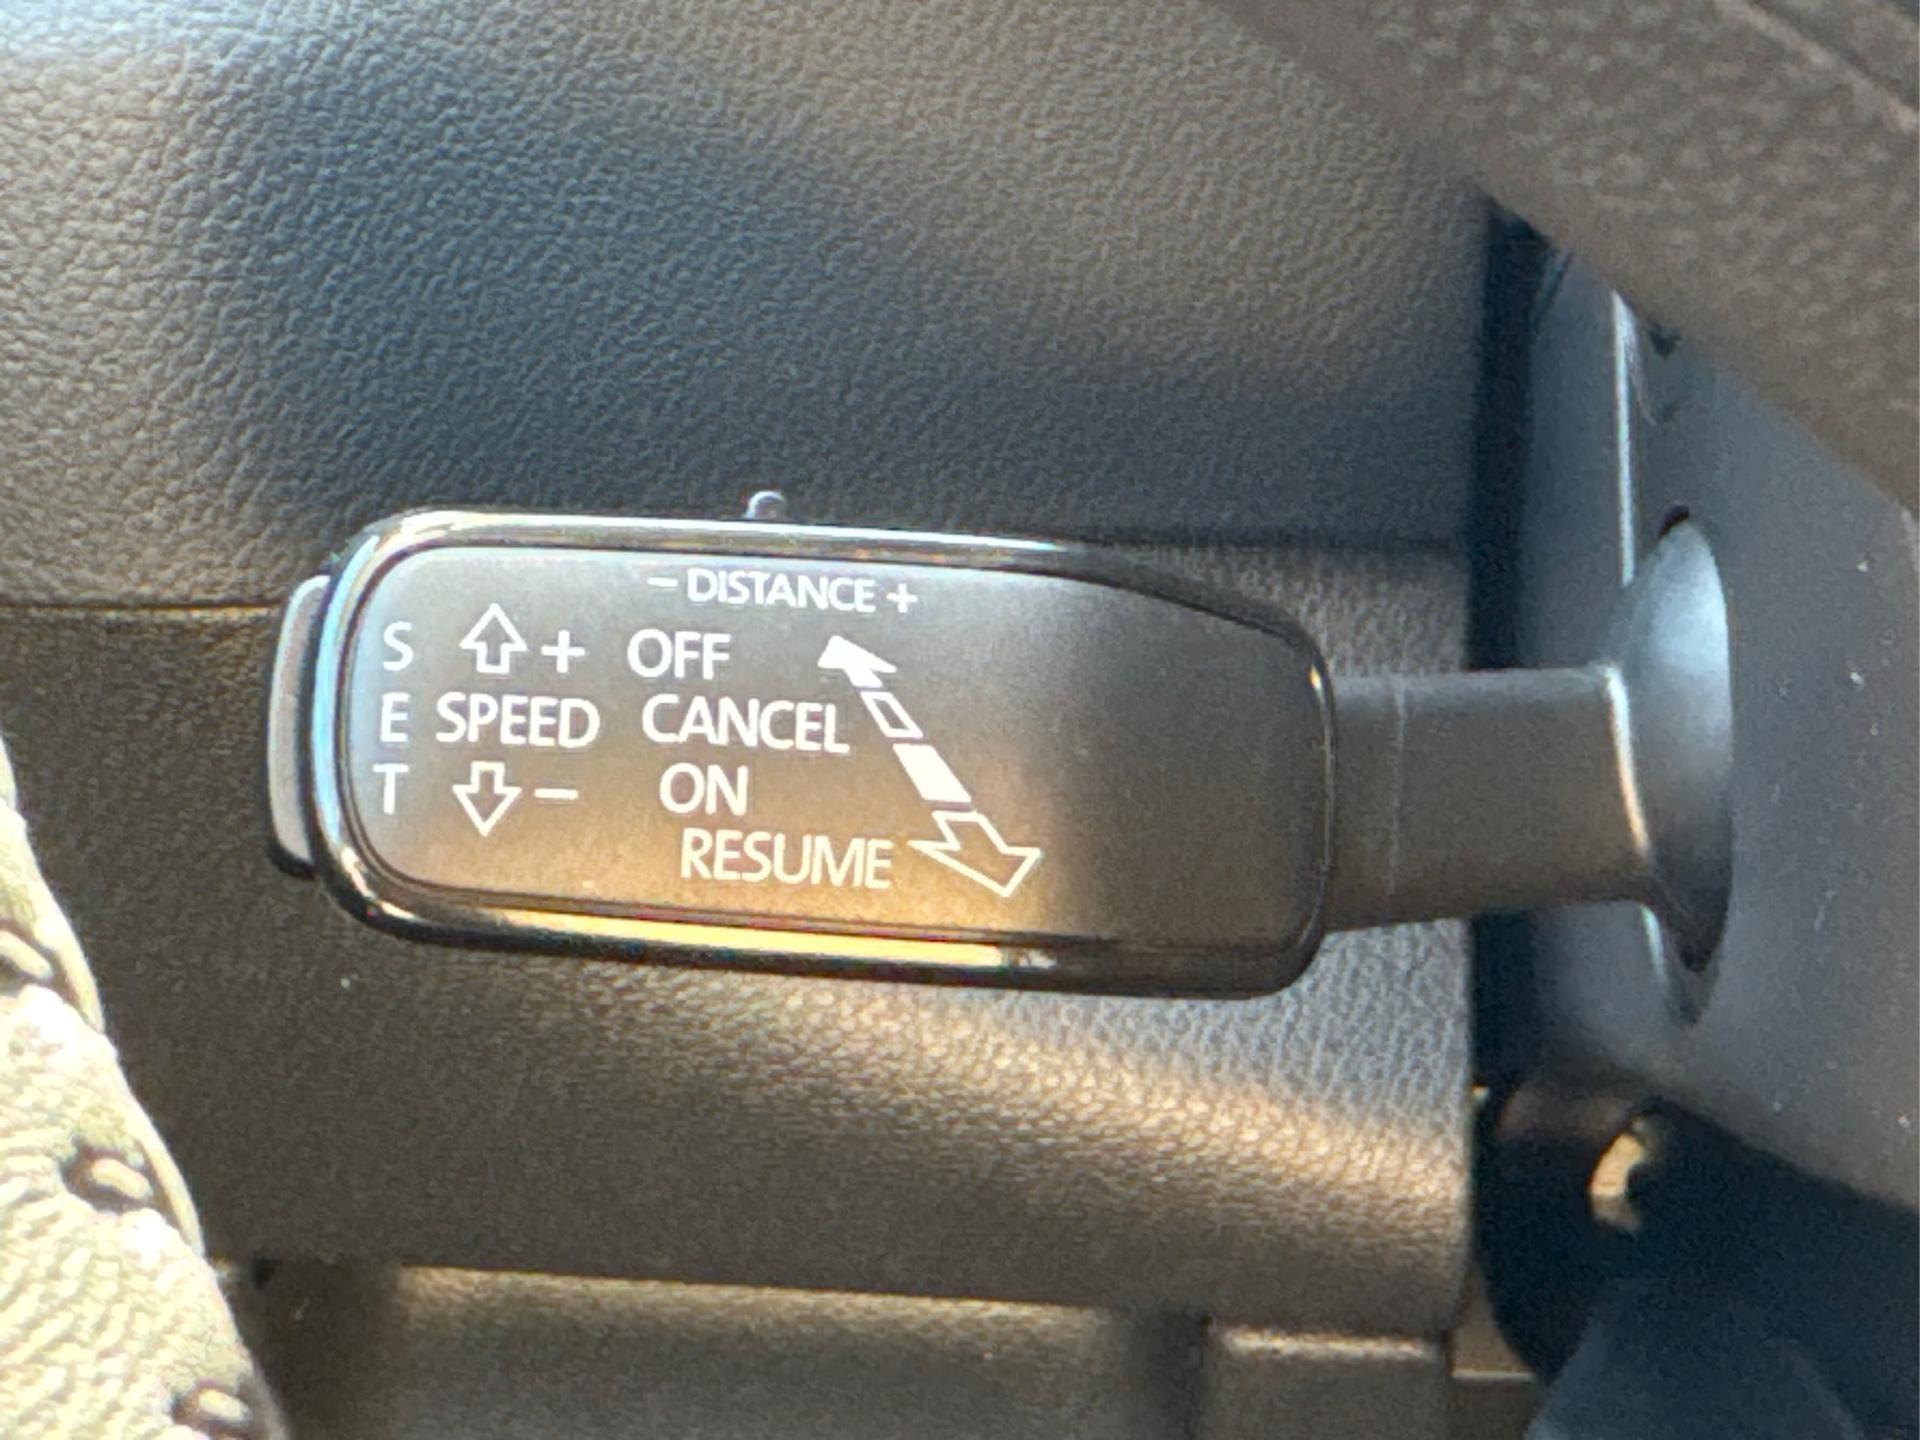 - DISTANCE +
S + OFF
E SPEED CANCEL
T - ON
RESUME